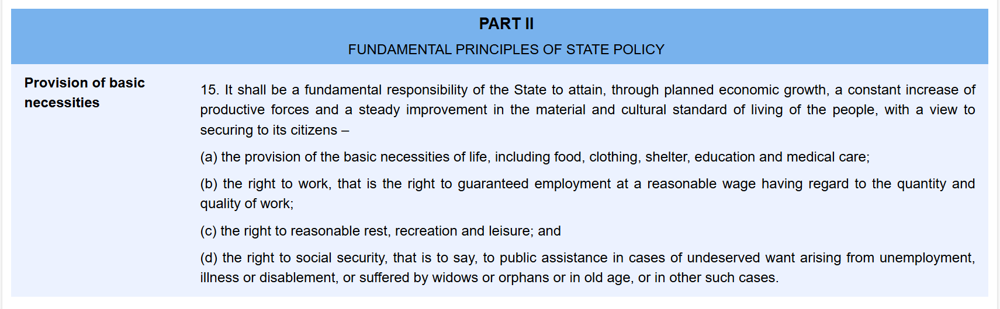 PART II
FUNDAMENTAL PRINCIPLES OF STATE POLICY
Provision of basic
necessities
15. It shall be a fundamental responsibility of the State to attain, through planned economic growth, a constant increase of
productive forces and a steady improvement in the material and cultural standard of living of the people, with a view to
securing to its citizens –
(a) the provision of the basic necessities of life, including food, clothing, shelter, education and medical care;
(b) the right to work, that is the right to guaranteed employment at a reasonable wage having regard to the quantity and
quality of work;
(c) the right to reasonable rest, recreation and leisure; and
(d) the right to social security, that is to say, to public assistance in cases of undeserved want arising from unemployment,
illness or disablement, or suffered by widows or orphans or in old age, or in other such cases.